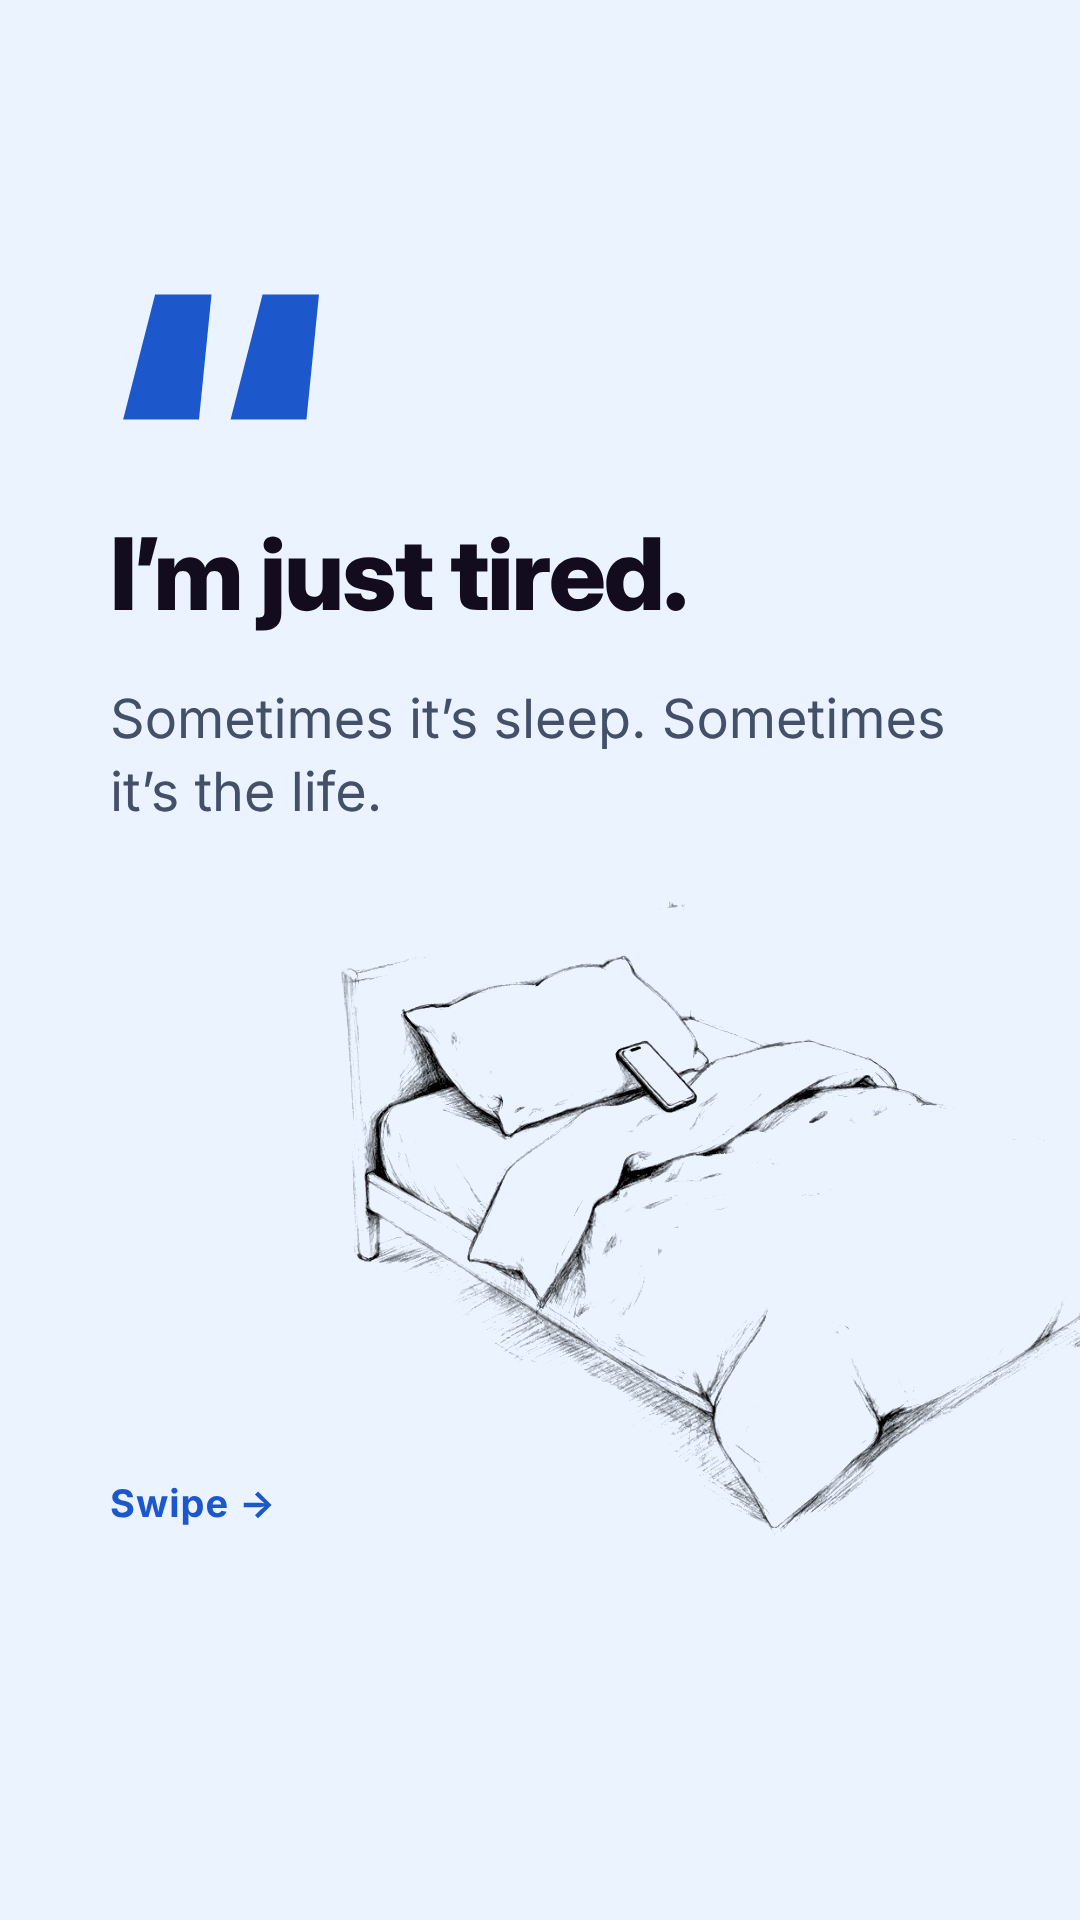 I’m just tired.
Sometimes it’s sleep. Sometimes
it’s the life.
Swipe →